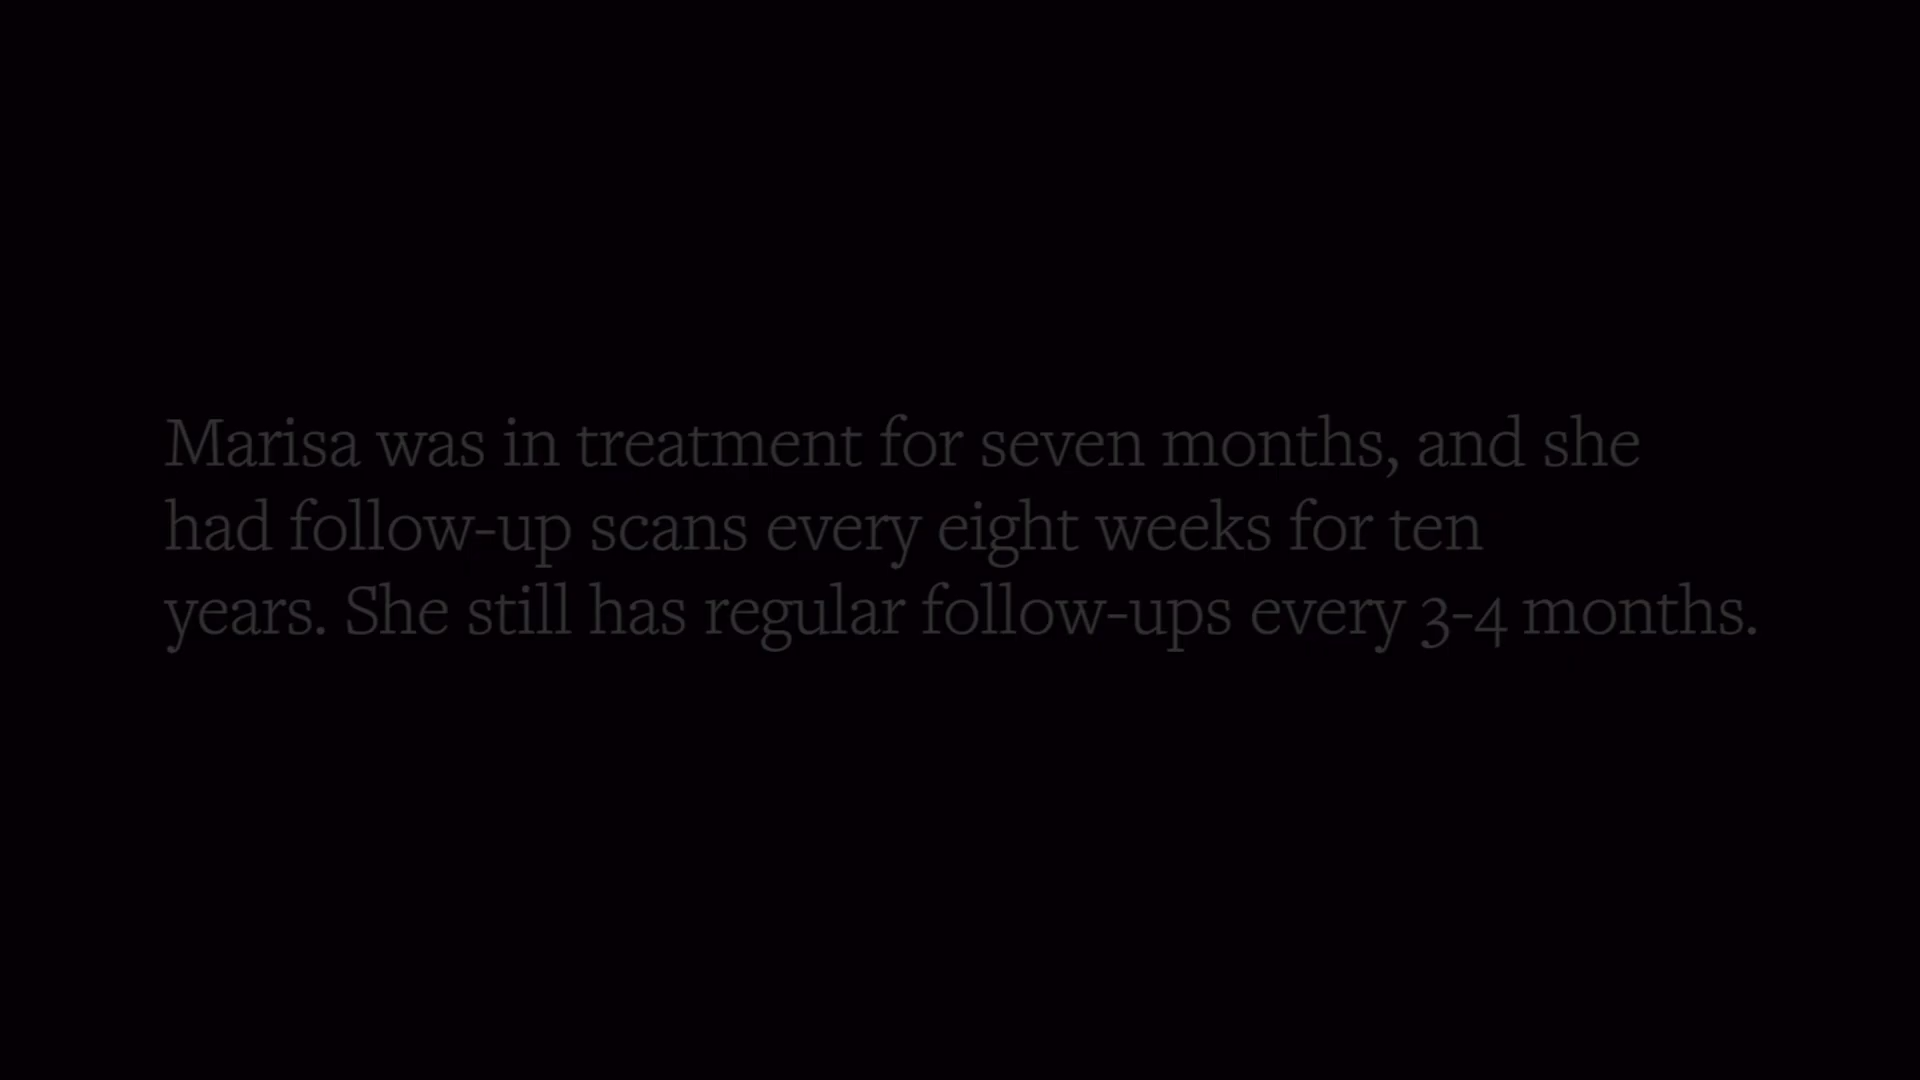 Marisa was in treatment for seven months, and she
had follow-up scans every eight weeks for ten
years. She still has regular follow-ups every 3-4 months.